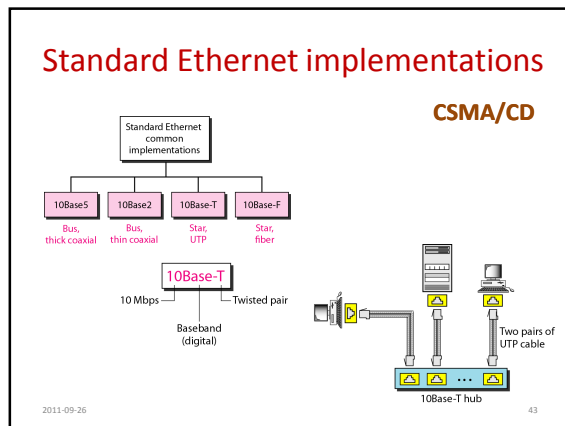 Standard Ethernet implementations
CSMA/CD
Standard Ethernet
common
implementations
10Base5
10Base2
10Base-T
10Base-F
Bus,
thick coaxial
Bus,
thin coaxial
Star,
UTP
Star,
fiber
10Base-T
10 Mbps
Twisted pair
Baseband
(digital)
Two pairs of
UTP cable
...
10Base-T hub
2011-09-26
43